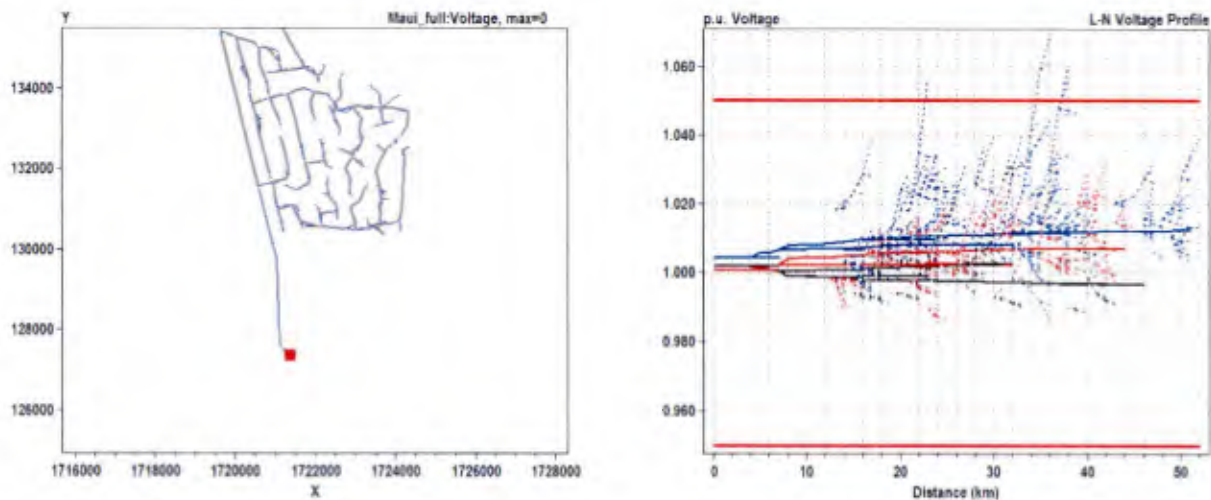 Y Maui_full:Voltage, max=0
134000
132000
130000
128000
126000
1716000 1718000 1720000 1722000 1724000 1726000 1728000
X
p.u. Voltage L-N Voltage Profile
1.060
1.040
1.020
1.000
0.980
0.960
0 10 20 30 40 50
Distance (km)